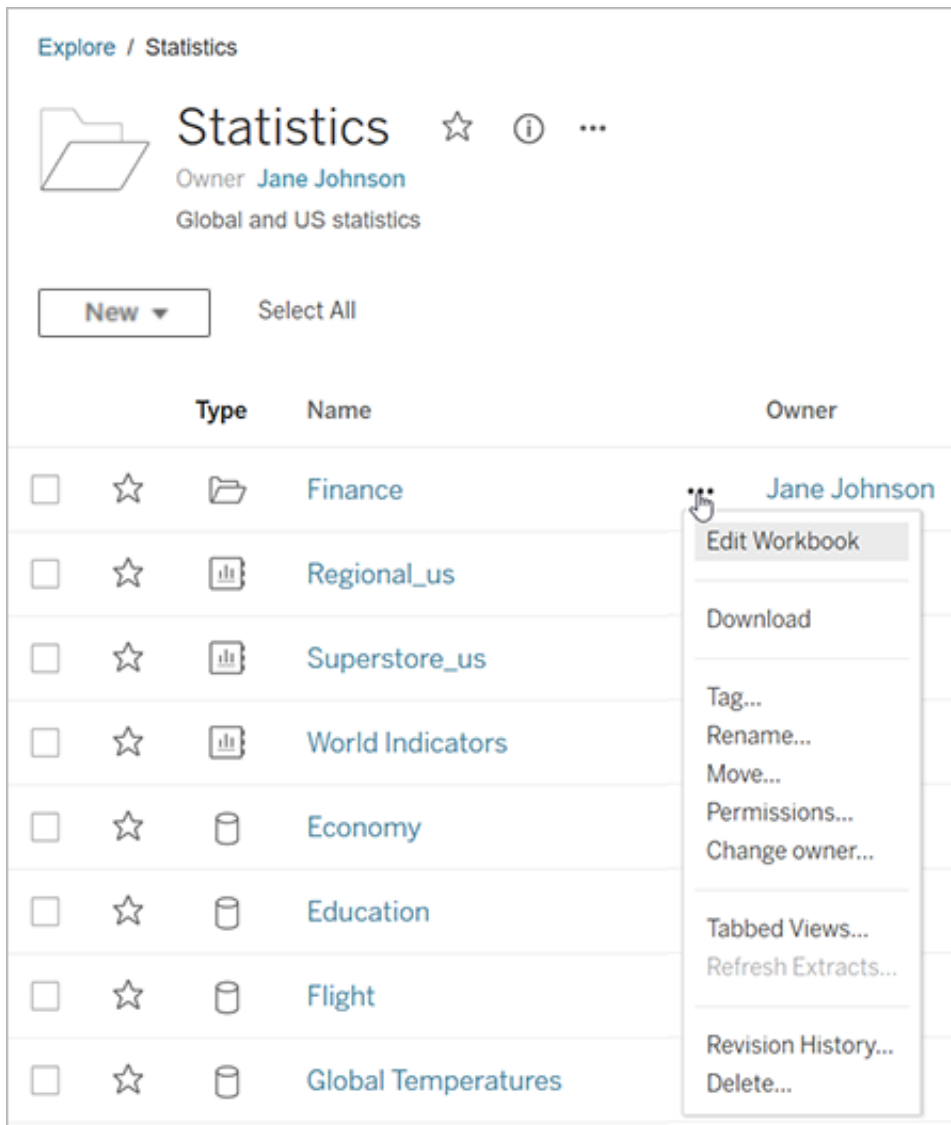 Explore / Statistics
Statistics
Owner Jane Johnson
Global and US statistics
New
Select All
Type Name Owner
Finance Jane Johnson
Edit Workbook
Regional_us
Download
Superstore_us
Tag...
Rename...
World Indicators
Move...
Permissions...
Economy
Change owner...
Education
Tabbed Views...
Refresh Extracts...
Flight
Revision History...
Global Temperatures
Delete...